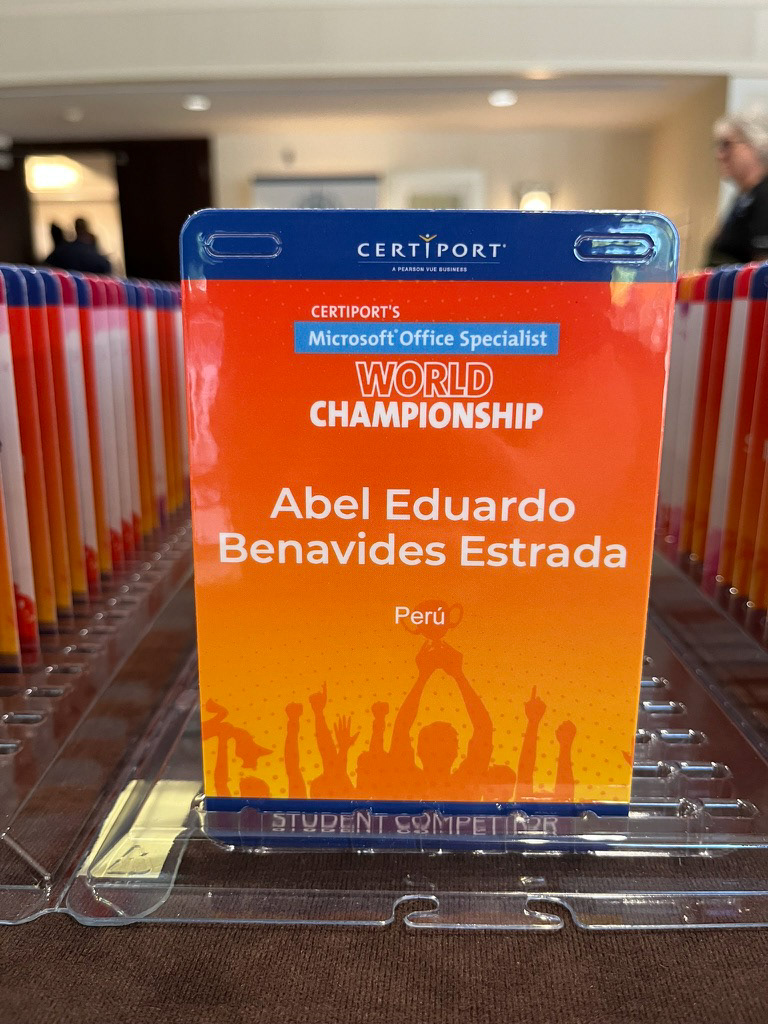 CERTIPORT®
A PEARSON VUE BUSINESS
CERTIPORT'S
Microsoft® Office Specialist
WORLD
CHAMPIONSHIP
Abel Eduardo
Benavides Estrada
Perú
STUDENT COMPETITOR